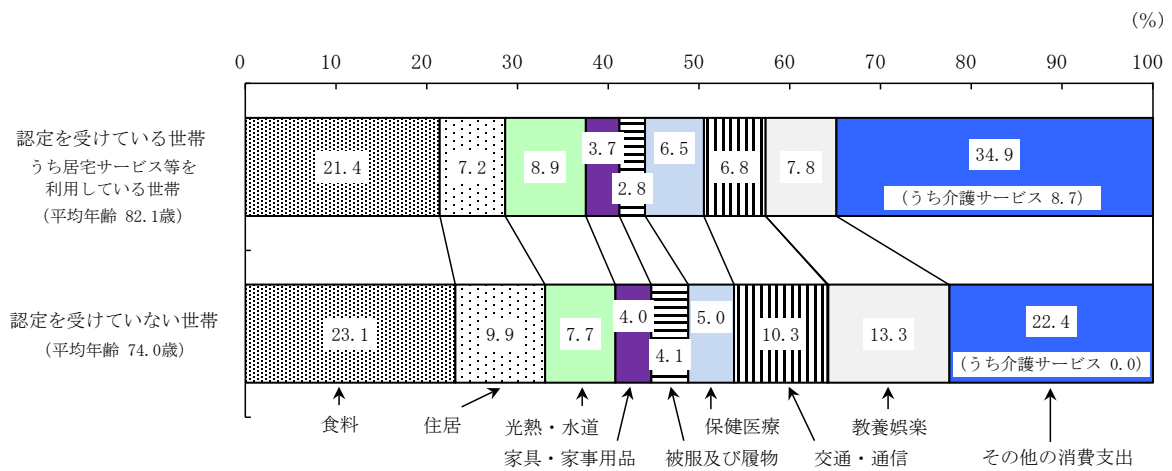 (%)
0 10 20 30 40 50 60 70 80 90 100
認定を受けている世帯
うち居宅サービス等を
利用している世帯
(平均年齢 82.1歳)
21.4 7.2 8.9 3.7 2.8 6.5 6.8 7.8 34.9
(うち介護サービス 8.7)
認定を受けていない世帯
(平均年齢 74.0歳)
23.1 9.9 7.7 4.0 4.1 5.0 10.3 13.3 22.4
(うち介護サービス 0.0)
食料 住居 光熱・水道 保健医療 教養娯楽
家具・家事用品 被服及び履物 交通・通信 その他の消費支出